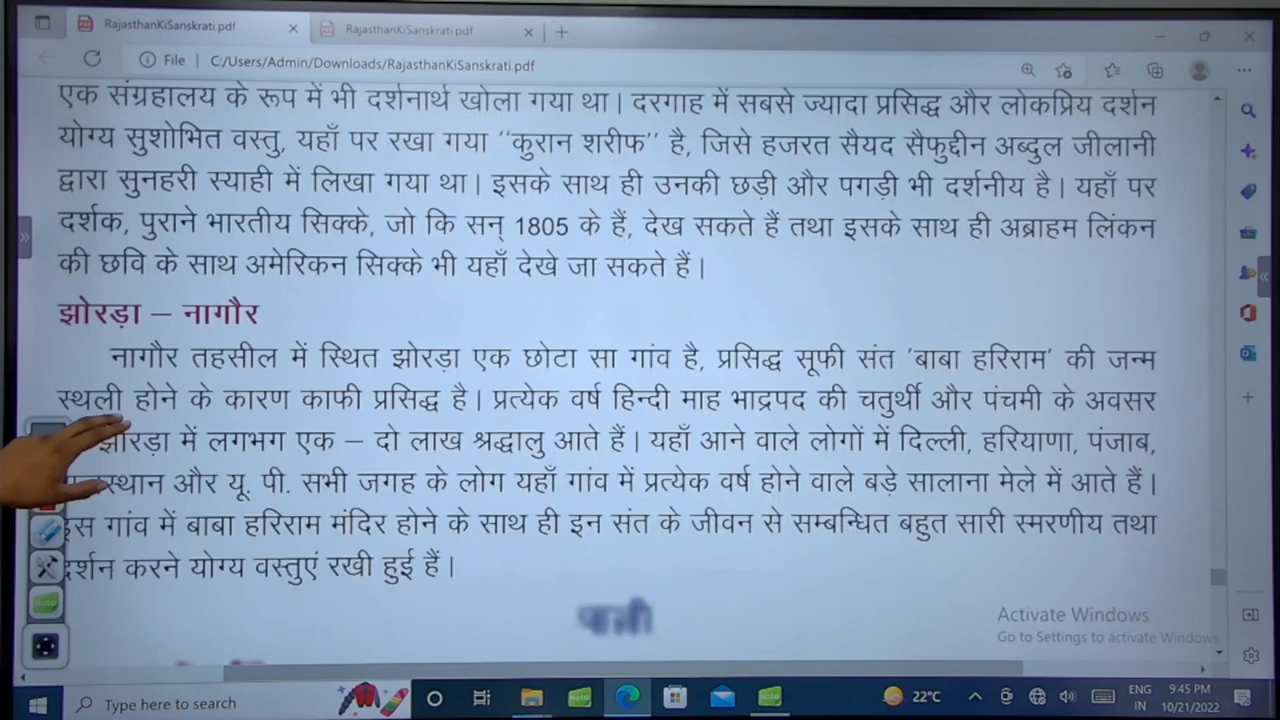 RajasthanKiSanskrati.pdf
RajasthanKiSanskrati.pdf
File | C:/Users/Admin/Downloads/RajasthanKiSanskrati.pdf
एक संग्रहालय के रूप में भी दर्शनार्थ खोला गया था। दरगाह में सबसे ज्यादा प्रसिद्ध और लोकप्रिय दर्शन
योग्य सुशोभित वस्तु, यहाँ पर रखा गया ''कुरान शरीफ'' है, जिसे हजरत सैयद सैफुद्दीन अब्दुल जीलानी
द्वारा सुनहरी स्याही में लिखा गया था। इसके साथ ही उनकी छड़ी और पगड़ी भी दर्शनीय है। यहाँ पर
दर्शक, पुराने भारतीय सिक्के, जो कि सन् 1805 के हैं, देख सकते हैं तथा इसके साथ ही अब्राहम लिंकन
की छवि के साथ अमेरिकन सिक्के भी यहाँ देखे जा सकते हैं।
झोरड़ा – नागौर
नागौर तहसील में स्थित झोरड़ा एक छोटा सा गांव है, प्रसिद्ध सूफी संत 'बाबा हरिराम' की जन्म
स्थली होने के कारण काफी प्रसिद्ध है। प्रत्येक वर्ष हिन्दी माह भाद्रपद की चतुर्थी और पंचमी के अवसर
झोरड़ा में लगभग एक – दो लाख श्रद्धालु आते हैं। यहाँ आने वाले लोगों में दिल्ली, हरियाणा, पंजाब,
और यू. पी. सभी जगह के लोग यहाँ गांव में प्रत्येक वर्ष होने वाले बड़े सालाना मेले में आते हैं।
इस गांव में बाबा हरिराम मंदिर होने के साथ ही इन संत के जीवन से सम्बन्धित बहुत सारी स्मरणीय तथा
दर्शन करने योग्य वस्तुएं रखी हुई हैं।
पाली
Activate Windows
Go to Settings to activate Windows.
Note
Type here to search
Note
Note
22°C
ENG
IN
9:45 PM
10/21/2022